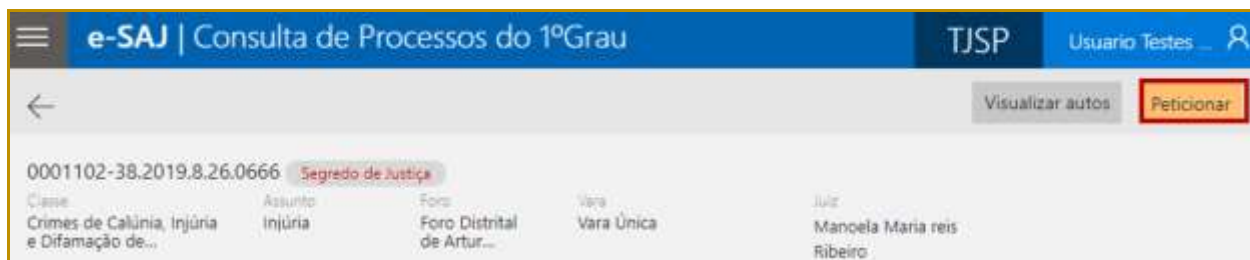 e-SAJ | Consulta de Processos do 1ºGrau TJSP Usuario Testes ...
Visualizar autos Peticionar
0001102-38.2019.8.26.0666 Segredo de Justiça
Classe Assunto Foro Vara Juiz
Crimes de Calúnia, Injúria Injúria Foro Distrital Vara Única Manoela Maria reis
e Difamação de... de Artur... Ribeiro